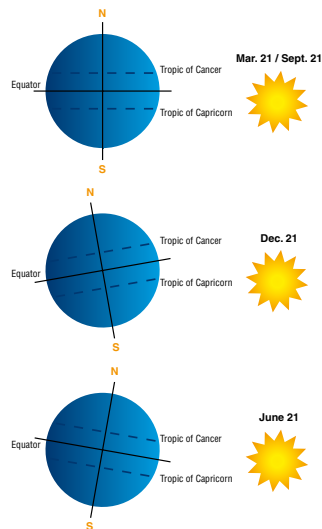 N
Mar. 21 / Sept. 21
Tropic of Cancer
Equator
Tropic of Capricorn
S
N
Dec. 21
Tropic of Cancer
Equator
Tropic of Capricorn
S
N
June 21
Tropic of Cancer
Equator
Tropic of Capricorn
S